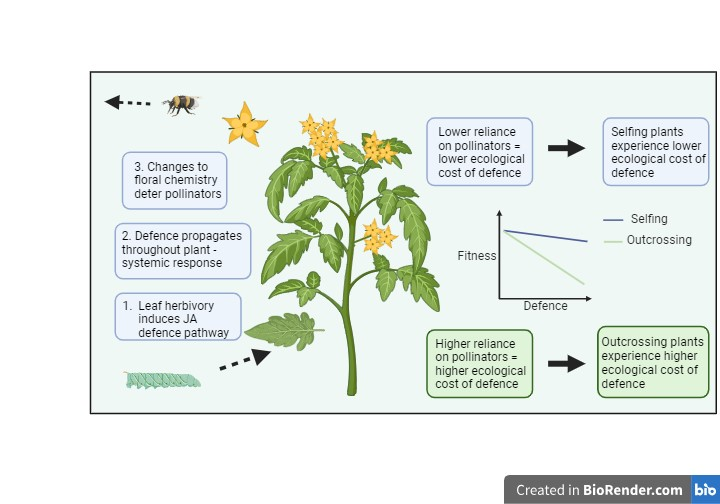 3. Changes to
floral chemistry
deter pollinators
2. Defence propagates
throughout plant -
systemic response
1. Leaf herbivory
induces JA
defence pathway
Lower reliance
on pollinators =
lower ecological
cost of defence
Selfing plants
experience lower
ecological cost of
defence
Fitness
Defence
Selfing
Outcrossing
Higher reliance
on pollinators =
higher ecological
cost of defence
Outcrossing plants
experience higher
ecological cost of
defence
Created in BioRender.com bio